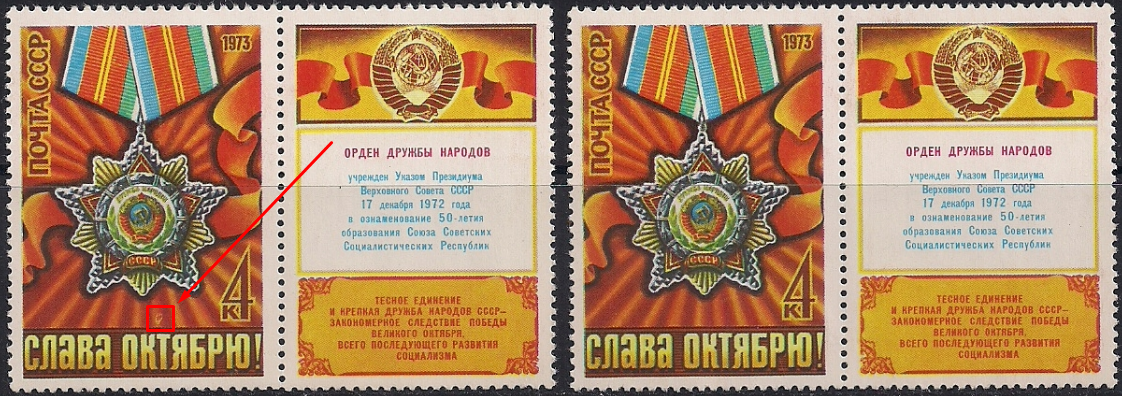 ПОЧТА СССР
1973
СССР
4
К
СЛАВА ОКТЯБРЮ!
ОРДЕН ДРУЖБЫ НАРОДОВ
учрежден Указом Президиума
Верховного Совета СССР
17 декабря 1972 года
в ознаменование 50-летия
образования Союза Советских
Социалистических Республик
ТЕСНОЕ ЕДИНЕНИЕ
И КРЕПКАЯ ДРУЖБА НАРОДОВ СССР–
ЗАКОНОМЕРНОЕ СЛЕДСТВИЕ ПОБЕДЫ
ВЕЛИКОГО ОКТЯБРЯ,
ВСЕГО ПОСЛЕДУЮЩЕГО РАЗВИТИЯ
СОЦИАЛИЗМА
ПОЧТА СССР
1973
СССР
4
К
СЛАВА ОКТЯБРЮ!
ОРДЕН ДРУЖБЫ НАРОДОВ
учрежден Указом Президиума
Верховного Совета СССР
17 декабря 1972 года
в ознаменование 50-летия
образования Союза Советских
Социалистических Республик
ТЕСНОЕ ЕДИНЕНИЕ
И КРЕПКАЯ ДРУЖБА НАРОДОВ СССР–
ЗАКОНОМЕРНОЕ СЛЕДСТВИЕ ПОБЕДЫ
ВЕЛИКОГО ОКТЯБРЯ,
ВСЕГО ПОСЛЕДУЮЩЕГО РАЗВИТИЯ
СОЦИАЛИЗМА